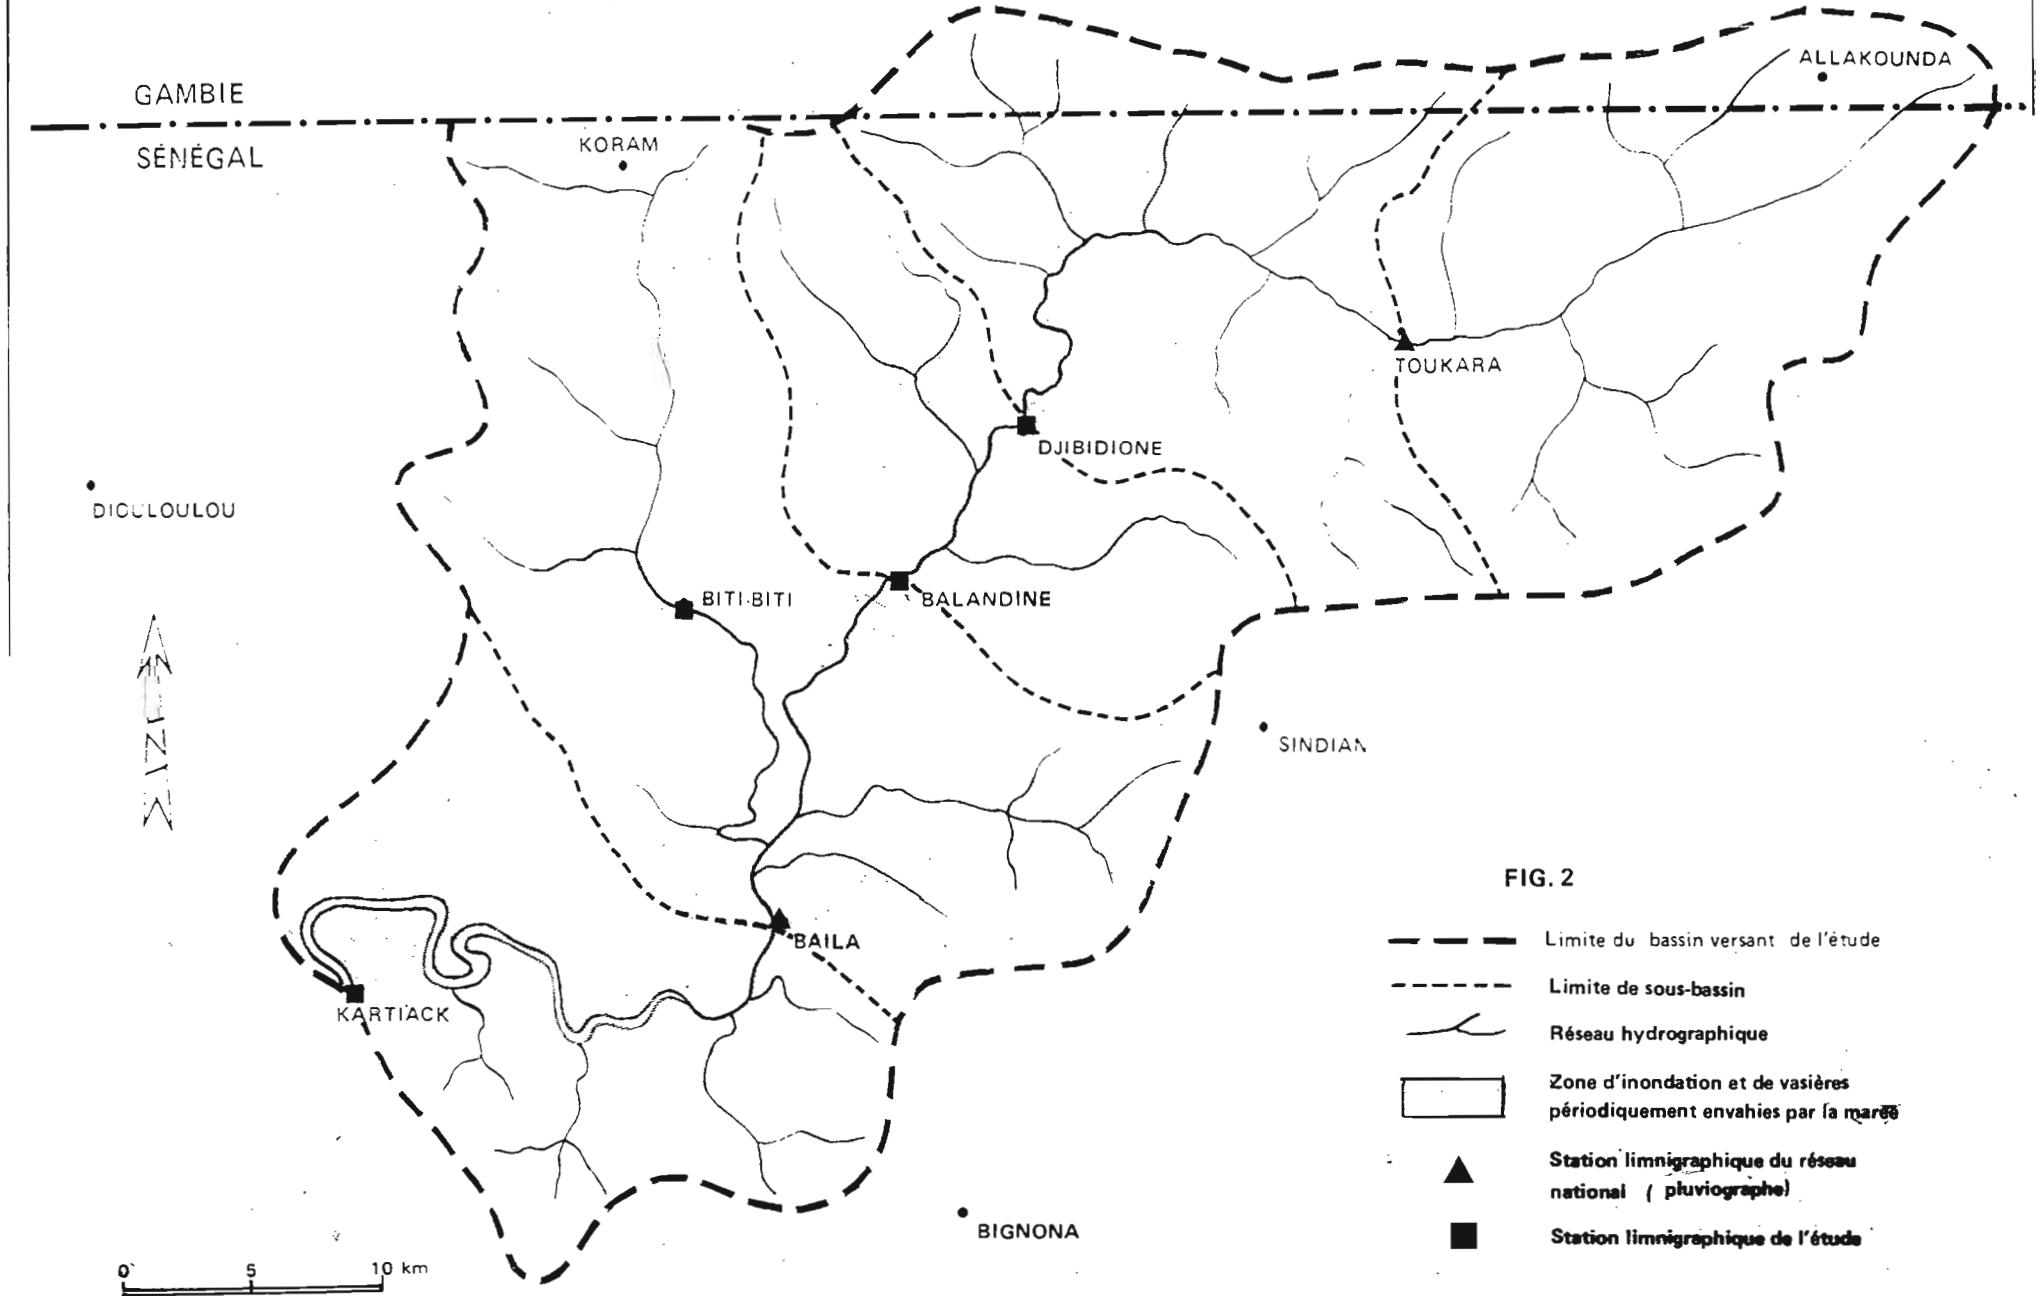 ALLAKOUNDA
GAMBIE
KORAM
SÉNÉGAL
TOUKARA
DJIBIDIONE
DIOULOULOU
BITI-BITI
BALANDINE
N
SINDIAN
BAILA
KARTIACK
BIGNONA
FIG. 2
Limite du bassin versant de l'étude
Limite de sous-bassin
Réseau hydrographique
Zone d'inondation et de vasières
périodiquement envahies par la marée
Station limnigraphique du réseau
national ( pluviographe)
Station limnigraphique de l'étude
0 5 10 km